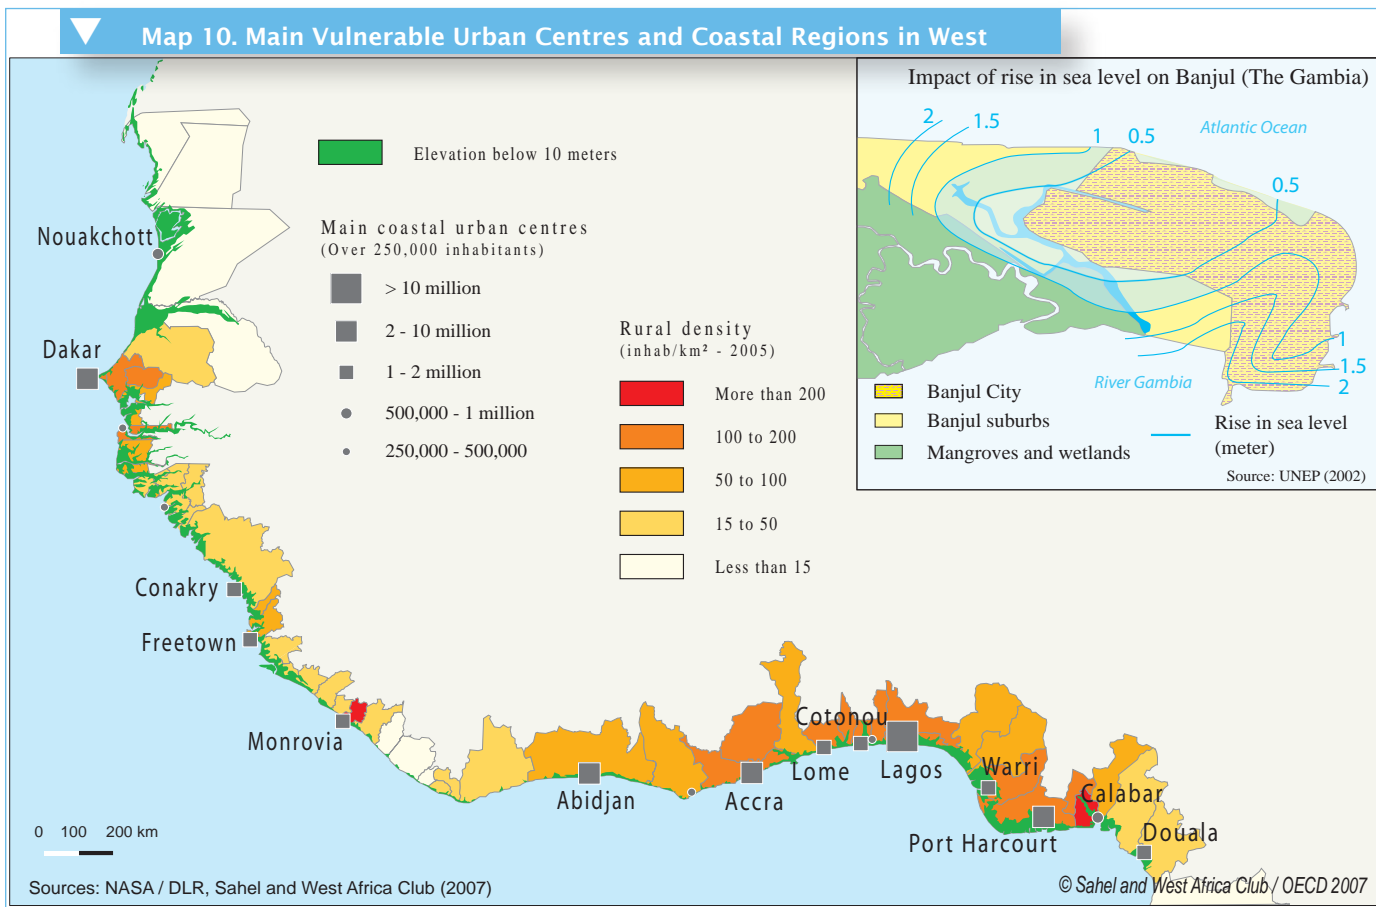 Map 10. Main Vulnerable Urban Centres and Coastal Regions in West
Impact of rise in sea level on Banjul (The Gambia)
2
1.5
1
0.5
Atlantic Ocean
0.5
1
1.5
2
River Gambia
Banjul City
Banjul suburbs
Mangroves and wetlands
Rise in sea level
(meter)
Source: UNEP (2002)
Elevation below 10 meters
Main coastal urban centres
(Over 250,000 inhabitants)
> 10 million
2 - 10 million
1 - 2 million
500,000 - 1 million
250,000 - 500,000
Rural density
(inhab/km² - 2005)
More than 200
100 to 200
50 to 100
15 to 50
Less than 15
Nouakchott
Dakar
Conakry
Freetown
Monrovia
Abidjan
Accra
Lome
Cotonou
Lagos
Warri
Port Harcourt
Calabar
Douala
0 100 200 km
Sources: NASA / DLR, Sahel and West Africa Club (2007)
© Sahel and West Africa Club / OECD 2007